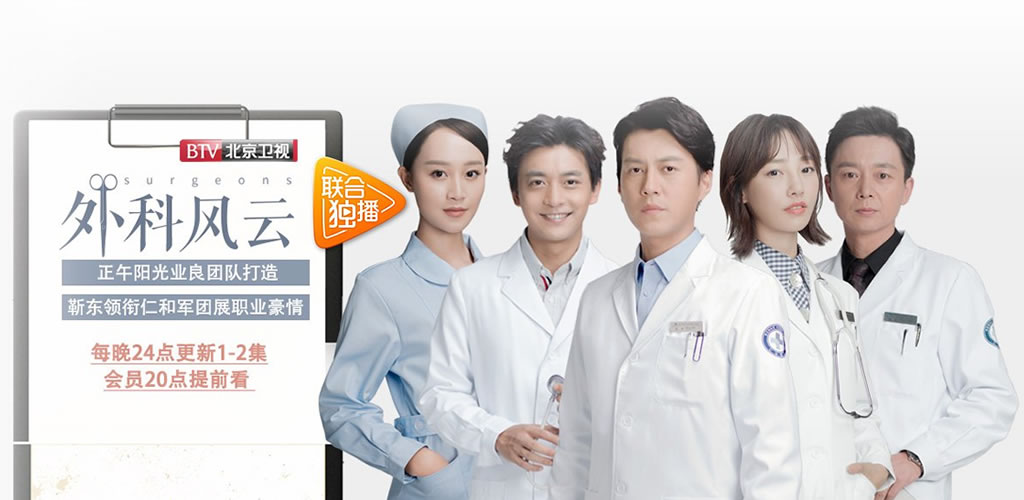 BTV 北京卫视
surgeons
外科风云
联合
独播
正午阳光业良团队打造
靳东领衔仁和军团展职业豪情
每晚24点更新1-2集
会员20点提前看